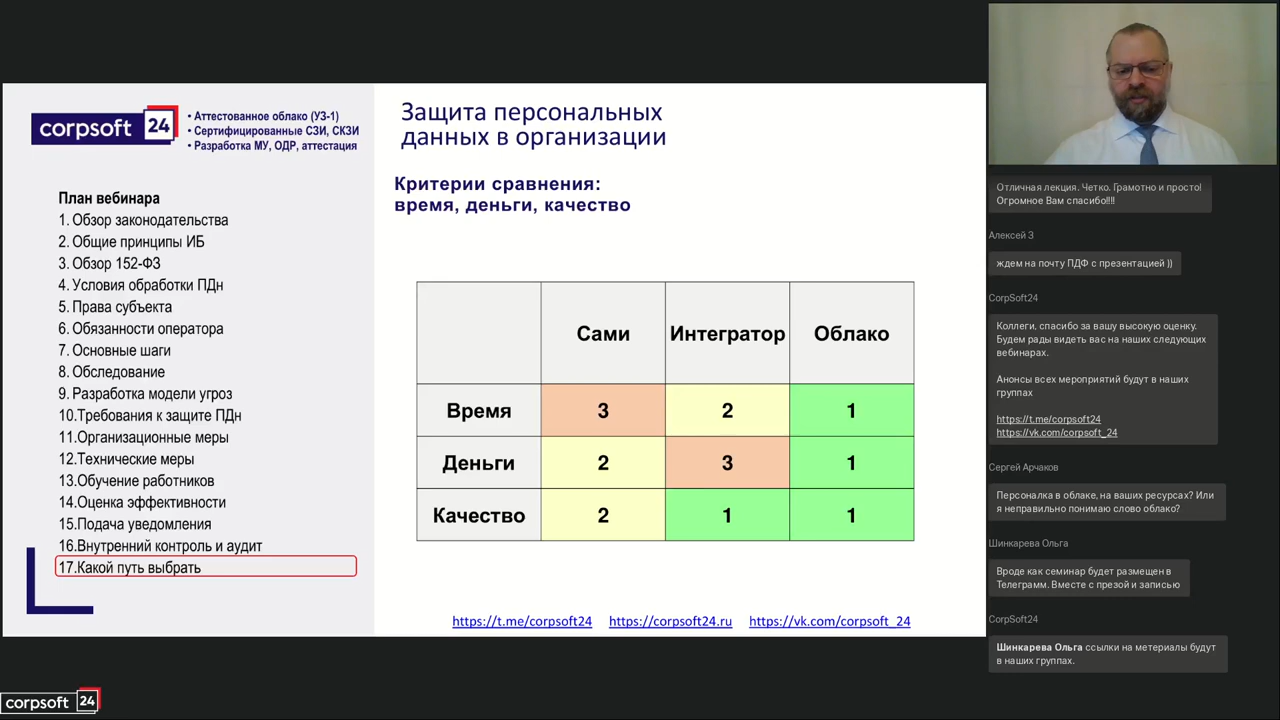 corpsoft 24
• Аттестованное облако (УЗ-1)
• Сертифицированные СЗИ, СКЗИ
• Разработка МУ, ОДР, аттестация
План вебинара
1. Обзор законодательства
2. Общие принципы ИБ
3. Обзор 152-ФЗ
4. Условия обработки ПДн
5. Права субъекта
6. Обязанности оператора
7. Основные шаги
8. Обследование
9. Разработка модели угроз
10.Требования к защите ПДн
11.Организационные меры
12.Технические меры
13.Обучение работников
14.Оценка эффективности
15.Подача уведомления
16.Внутренний контроль и аудит
17.Какой путь выбрать
Защита персональных
данных в организации
Критерии сравнения:
время, деньги, качество
Сами Интегратор Облако
Время 3 2 1
Деньги 2 3 1
Качество 2 1 1
https://t.me/corpsoft24 https://corpsoft24.ru https://vk.com/corpsoft_24
corpsoft 24
Отличная лекция. Четко. Грамотно и просто!
Огромное Вам спасибо!!!!
Алексей З
ждем на почту ПДФ с презентацией ))
CorpSoft24
Коллеги, спасибо за вашу высокую оценку.
Будем рады видеть вас на наших следующих
вебинарах.
Анонсы всех мероприятий будут в наших
группах
https://t.me/corpsoft24
https://vk.com/corpsoft_24
Сергей Арчаков
Персоналка в облаке, на ваших ресурсах? Или
я неправильно понимаю слово облако?
Шинкарева Ольга
Вроде как семинар будет размещен в
Телеграмм. Вместе с презой и записью
CorpSoft24
Шинкарева Ольга ссылки на метериалы будут
в наших группах.